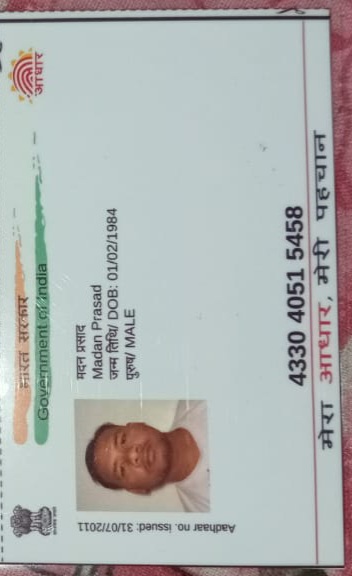 भारत सरकार
Government of India
आधार
मदन प्रसाद
Madan Prasad
जन्म तिथि/ DOB: 01/02/1984
पुरुष/ MALE
Aadhaar no. issued: 31/07/2011
4330 4051 5458
मेरा आधार, मेरी पहचान